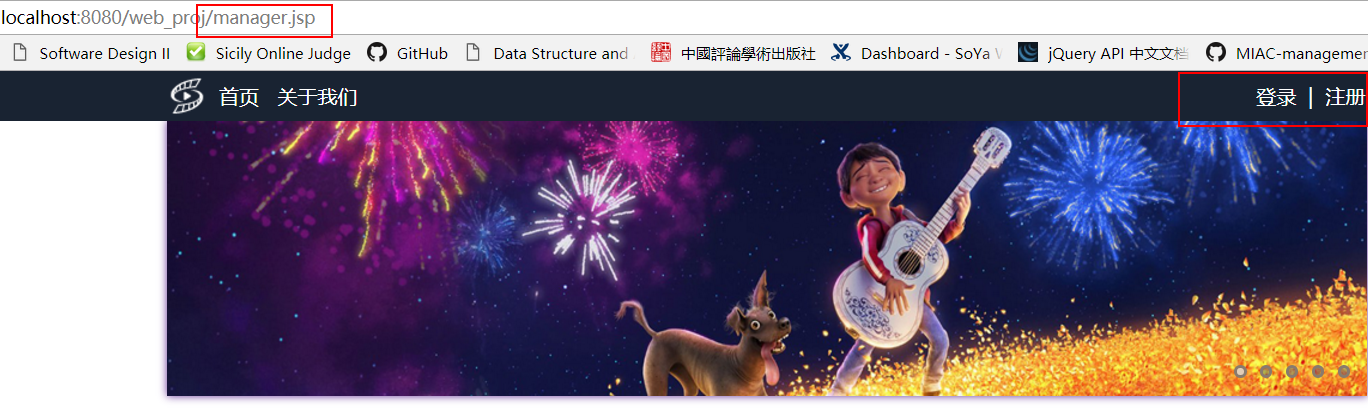 localhost:8080/web_proj/manager.jsp
Software Design II Sicily Online Judge GitHub Data Structure and 中國評論學術出版社 Dashboard - SoYa jQuery API 中文文档 MIAC-managemen
首页 关于我们 登录 | 注册